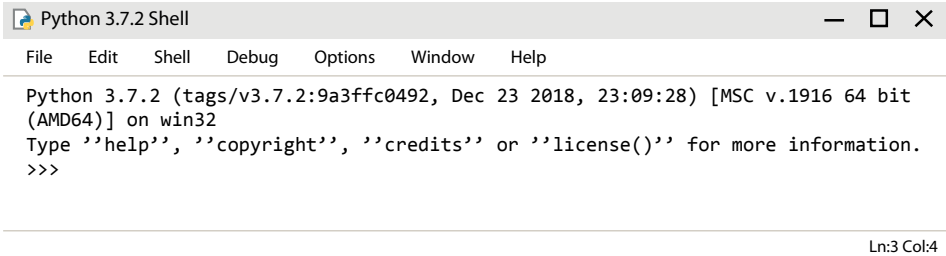 Python 3.7.2 Shell
File Edit Shell Debug Options Window Help
Python 3.7.2 (tags/v3.7.2:9a3ffc0492, Dec 23 2018, 23:09:28) [MSC v.1916 64 bit
(AMD64)] on win32
Type ’’help’’, ’’copyright’’, ’’credits’’ or ’’license()’’ for more information.
>>>
Ln:3 Col:4